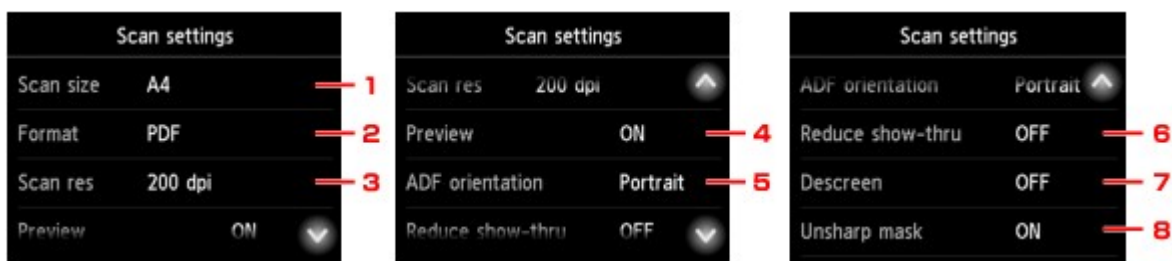 Scan settings
Scan size A4 1
Format PDF 2
Scan res 200 dpi 3
Preview ON
Scan settings
Scan res 200 dpi
Preview ON 4
ADF orientation Portrait 5
Reduce show-thru OFF
Scan settings
ADF orientation Portrait
Reduce show-thru OFF 6
Descreen OFF 7
Unsharp mask ON 8